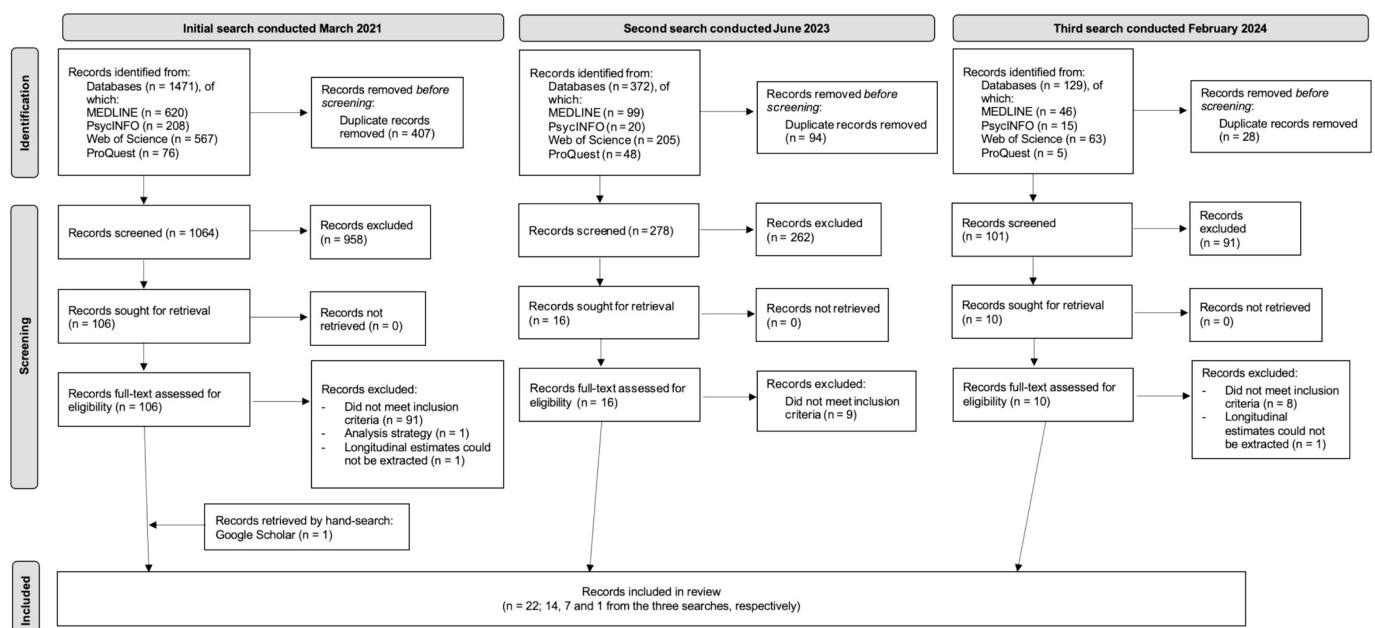 Initial search conducted March 2021
Second search conducted June 2023
Third search conducted February 2024
Identification
Records identified from:
Databases (n = 1471), of
which:
MEDLINE (n = 620)
PsycINFO (n = 208)
Web of Science (n = 567)
ProQuest (n = 76)
Records removed before
screening:
Duplicate records
removed (n = 407)
Records identified from:
Databases (n = 372), of
which:
MEDLINE (n = 99)
PsycINFO (n = 20)
Web of Science (n = 205)
ProQuest (n = 48)
Records removed before
screening:
Duplicate records removed
(n = 94)
Records identified from:
Databases (n = 129), of
which:
MEDLINE (n = 46)
PsycINFO (n = 15)
Web of Science (n = 63)
ProQuest (n = 5)
Records removed before
screening:
Duplicate records removed
(n = 28)
Screening
Records screened (n = 1064)
Records excluded
(n = 958)
Records screened (n = 278)
Records excluded
(n = 262)
Records screened
(n = 101)
Records
excluded
(n = 91)
Records sought for retrieval
(n = 106)
Records not
retrieved (n = 0)
Records sought for retrieval
(n = 16)
Records not retrieved
(n = 0)
Records sought for retrieval
(n = 10)
Records not retrieved
(n = 0)
Records full-text assessed for
eligibility (n = 106)
Records excluded:
- Did not meet inclusion
criteria (n = 91)
- Analysis strategy (n = 1)
- Longitudinal estimates could
not be extracted (n = 1)
Records full-text assessed for
eligibility (n = 16)
Records excluded:
Did not meet inclusion
criteria (n = 9)
Records full-text assessed for
eligibility (n = 10)
Records excluded:
- Did not meet inclusion
criteria (n = 8)
- Longitudinal
estimates could not
be extracted (n = 1)
Records retrieved by hand-search:
Google Scholar (n = 1)
Included
Records included in review
(n = 22; 14, 7 and 1 from the three searches, respectively)